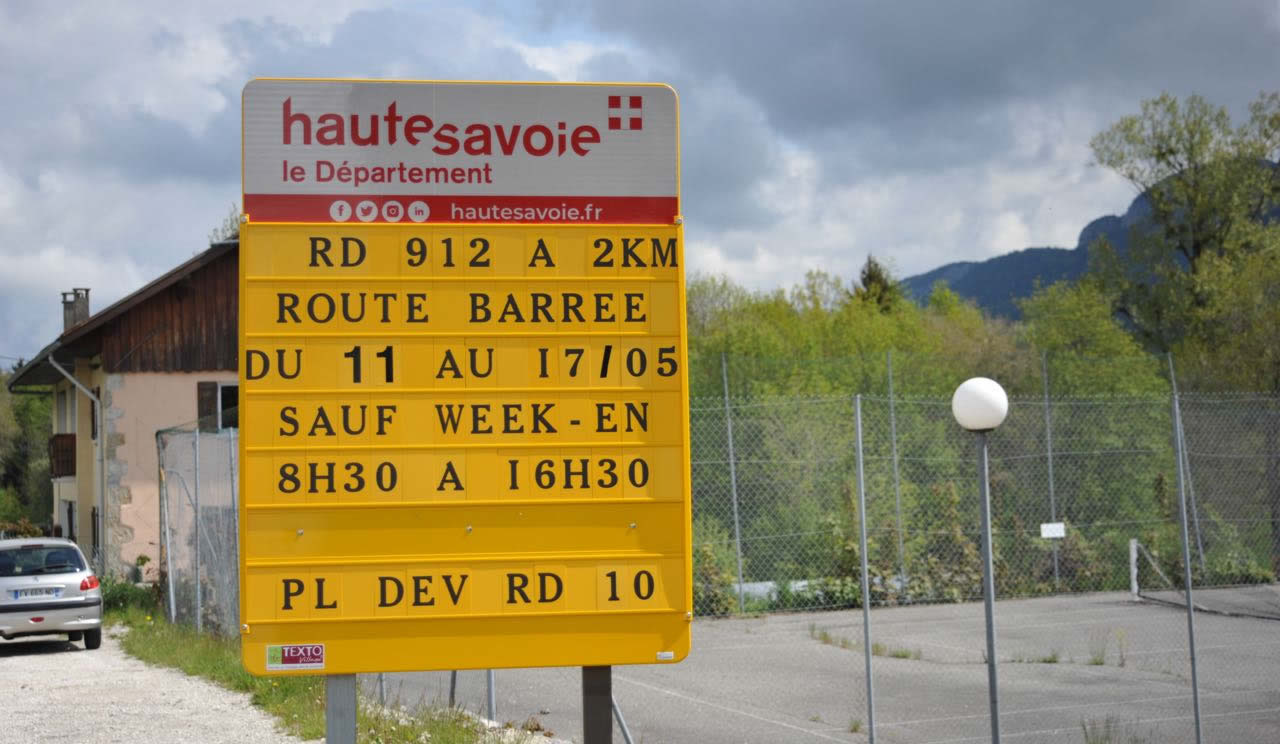 hautesavoie
le Département
hautesavoie.fr
RD 912 A 2KM
ROUTE BARREE
DU 11 AU 17/05
SAUF WEEK-EN
8H30 A 16H30
PL DEV RD 10
TEXTO
Village